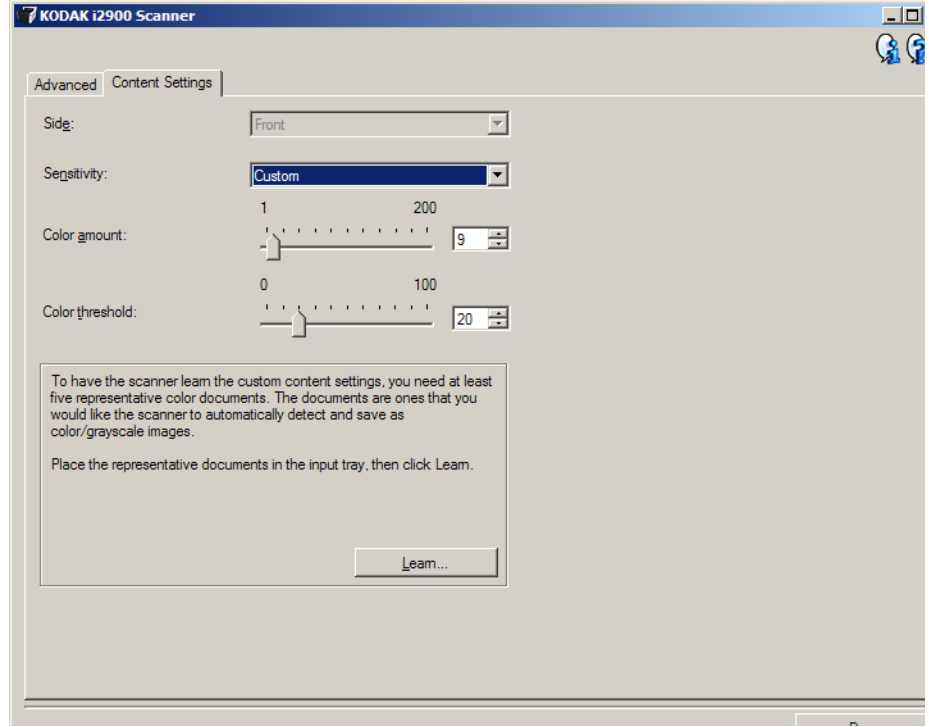 KODAK i2900 Scanner
Advanced
Content Settings
Side:
Front
Sensitivity:
Custom
1 200
Color amount:
9
0 100
Color threshold:
20
To have the scanner learn the custom content settings, you need at least
five representative color documents. The documents are ones that you
would like the scanner to automatically detect and save as
color/grayscale images.
Place the representative documents in the input tray, then click Learn.
Learn...